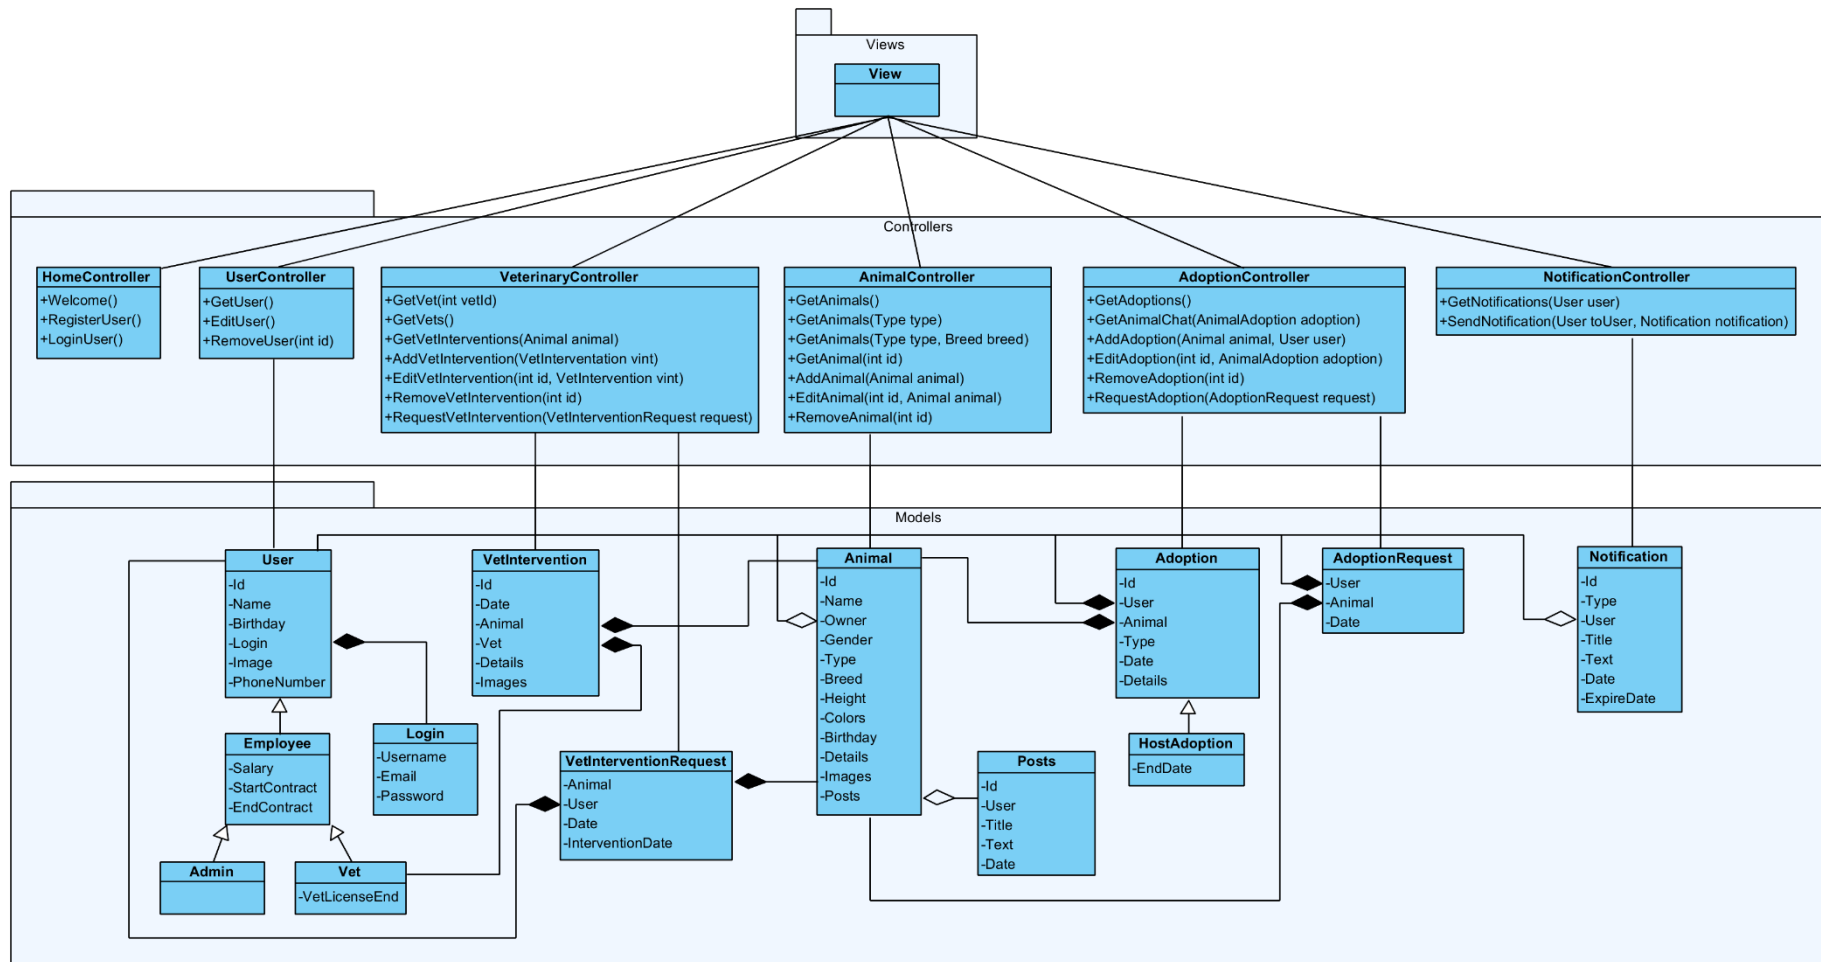 Views
View
Controllers
HomeController
+Welcome()
+RegisterUser()
+LoginUser()
UserController
+GetUser()
+EditUser()
+RemoveUser(int id)
VeterinaryController
+GetVet(int vetId)
+GetVets()
+GetVetInterventions(Animal animal)
+AddVetIntervention(VetInterventation vint)
+EditVetIntervention(int id, VetIntervention vint)
+RemoveVetIntervention(int id)
+RequestVetIntervention(VetInterventionRequest request)
AnimalController
+GetAnimals()
+GetAnimals(Type type)
+GetAnimals(Type type, Breed breed)
+GetAnimal(int id)
+AddAnimal(Animal animal)
+EditAnimal(int id, Animal animal)
+RemoveAnimal(int id)
AdoptionController
+GetAdoptions()
+GetAnimalChat(AnimalAdoption adoption)
+AddAdoption(Animal animal, User user)
+EditAdoption(int id, AnimalAdoption adoption)
+RemoveAdoption(int id)
+RequestAdoption(AdoptionRequest request)
NotificationController
+GetNotifications(User user)
+SendNotification(User toUser, Notification notification)
Models
User
-Id
-Name
-Birthday
-Login
-Image
-PhoneNumber
VetIntervention
-Id
-Date
-Animal
-Vet
-Details
-Images
Animal
-Id
-Name
-Owner
-Gender
-Type
-Breed
-Height
-Colors
-Birthday
-Details
-Images
-Posts
Adoption
-Id
-User
-Animal
-Type
-Date
-Details
AdoptionRequest
-User
-Animal
-Date
Notification
-Id
-Type
-User
-Title
-Text
-Date
-ExpireDate
Employee
-Salary
-StartContract
-EndContract
Login
-Username
-Email
-Password
VetInterventionRequest
-Animal
-User
-Date
-InterventionDate
Posts
-Id
-User
-Title
-Text
-Date
HostAdoption
-EndDate
Admin
Vet
-VetLicenseEnd